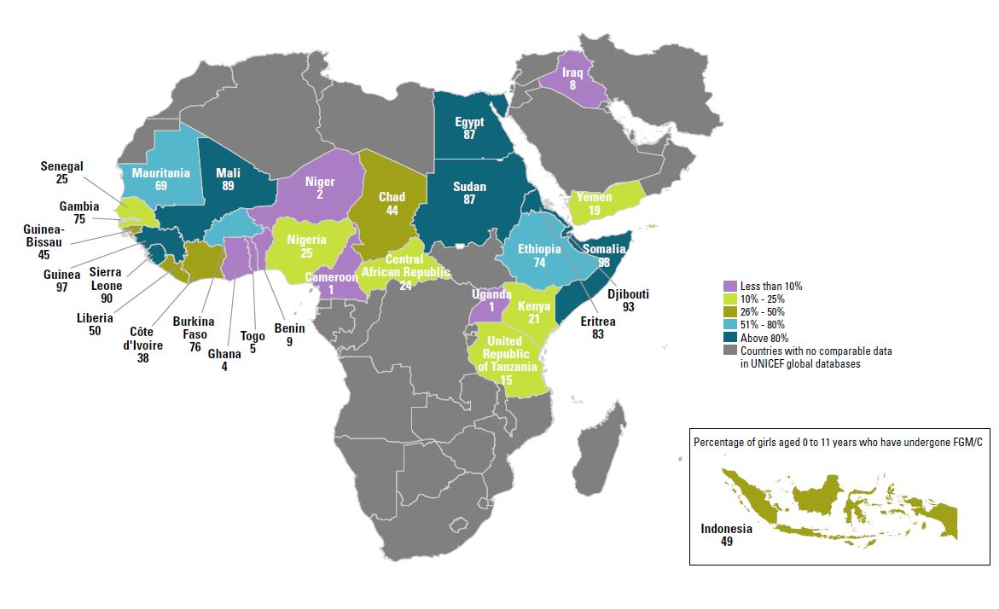 Iraq
8
Egypt
87
Senegal
25
Mauritania
69
Mali
89
Niger
2
Chad
44
Sudan
87
Yemen
19
Gambia
75
Guinea-
Bissau
45
Nigeria
25
Ethiopia
74
Somalia
98
Guinea
97
Sierra
Leone
90
Central
African Republic
24
Cameroon
1
Uganda
1
Kenya
21
Djibouti
93
Liberia
50
Côte
d'Ivoire
38
Burkina
Faso
76
Ghana
4
Togo
5
Benin
9
Eritrea
83
United
Republic
of Tanzania
15
Less than 10%
10% - 25%
26% - 50%
51% - 80%
Above 80%
Countries with no comparable data
in UNICEF global databases
Percentage of girls aged 0 to 11 years who have undergone FGM/C
Indonesia
49